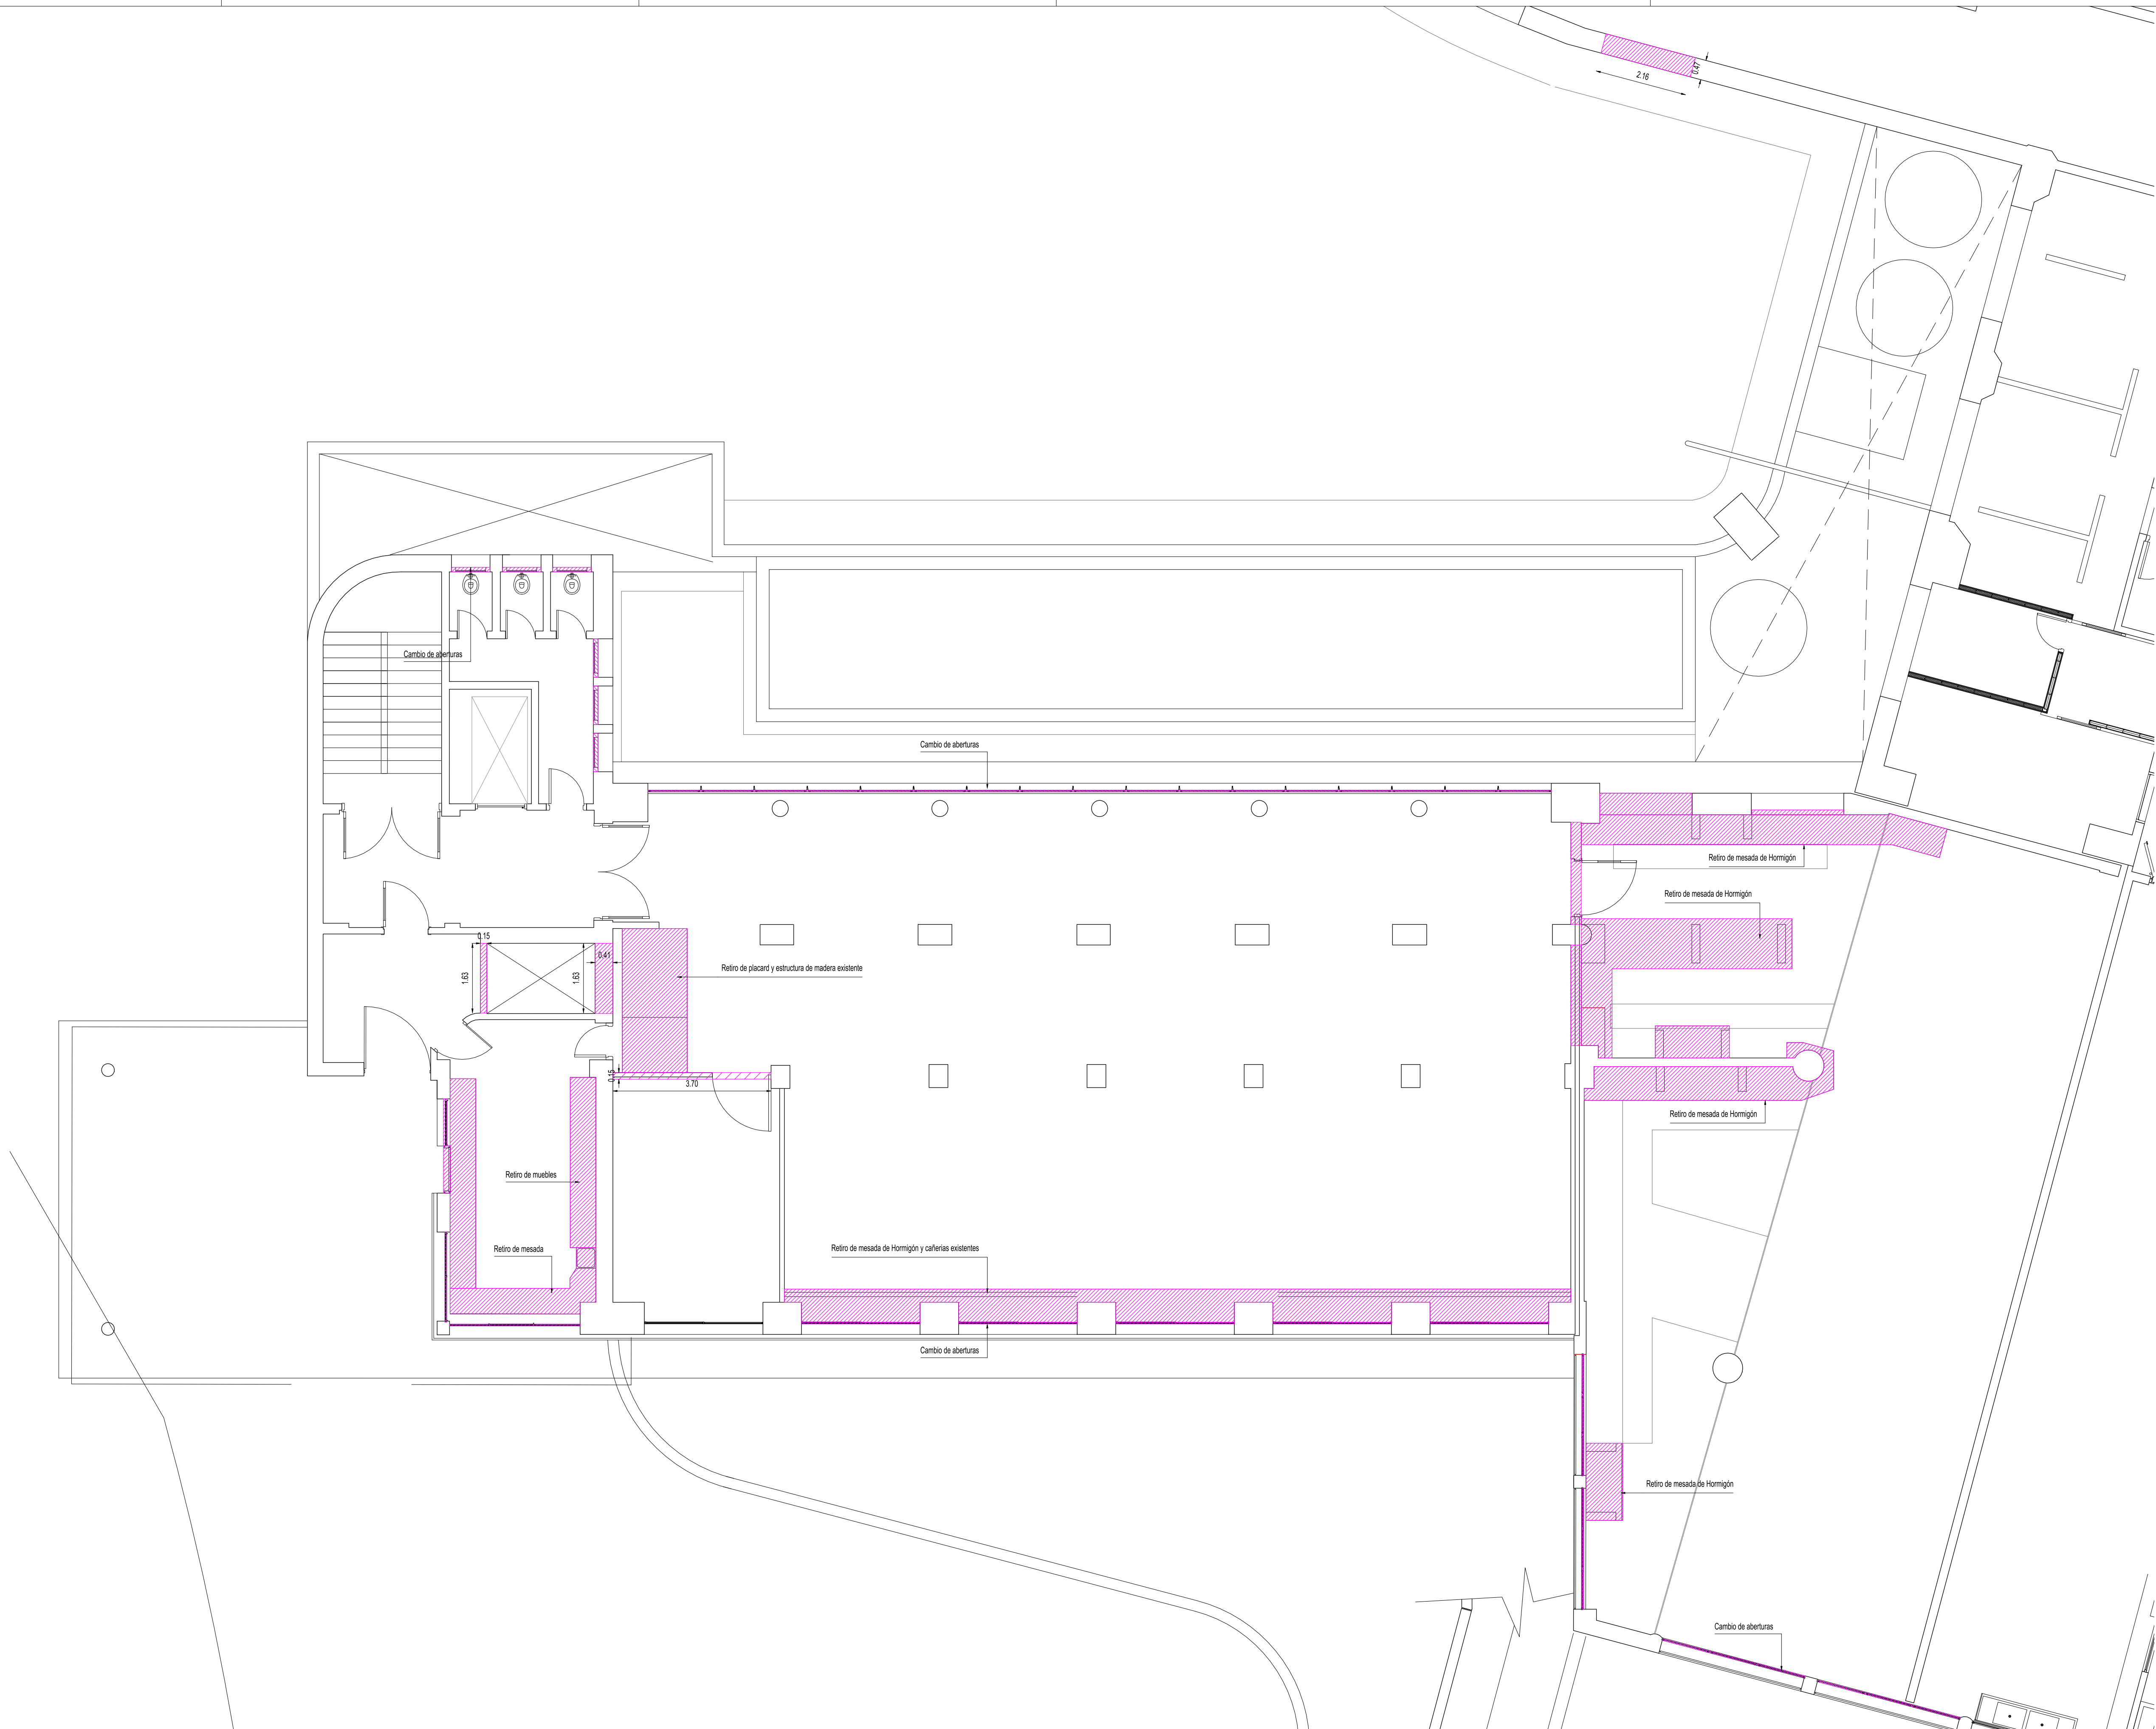 2.16
0.47
Cambio de aberturas
Cambio de aberturas
Retiro de mesada de Hormigón
Retiro de mesada de Hormigón
0.15
0.41
1.63
1.63
Retiro de placard y estructura de madera existente
0.15
3.70
Retiro de mesada de Hormigón
Retiro de muebles
Retiro de mesada
Retiro de mesada de Hormigón y cañerias existentes
Cambio de aberturas
Retiro de mesada de Hormigón
Cambio de aberturas